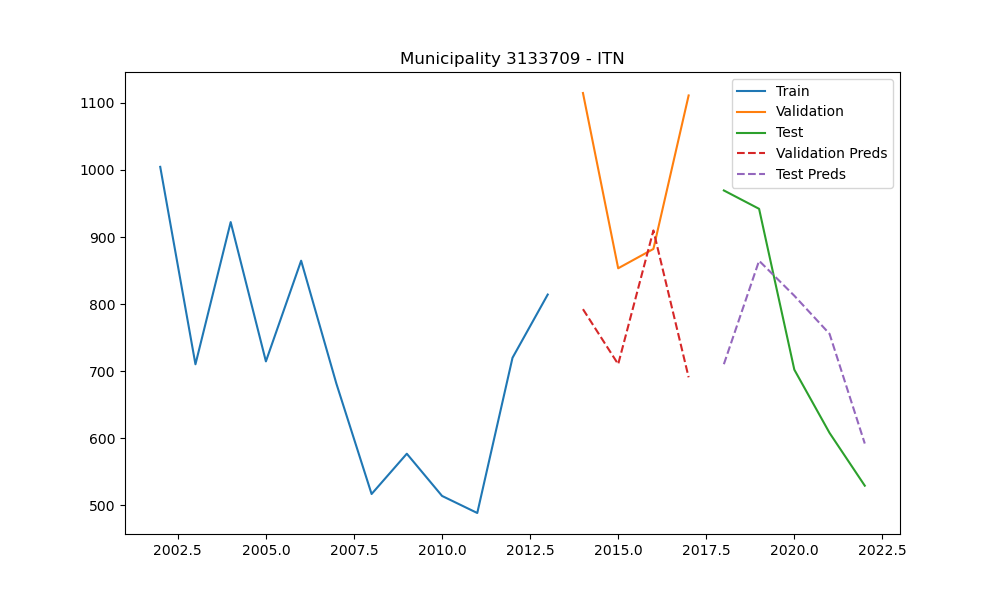 Municipality 3133709 - ITN
Train
Validation
Test
Validation Preds
Test Preds
1100
1000
900
800
700
600
500
2002.5 2005.0 2007.5 2010.0 2012.5 2015.0 2017.5 2020.0 2022.5